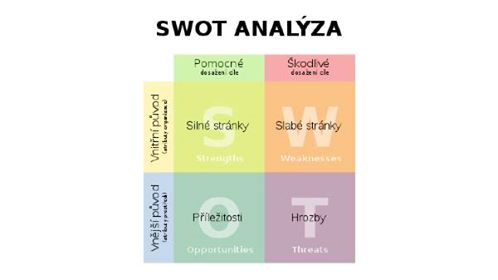 SWOT ANALÝZA
Pomocné
dosažení cíle
Škodlivé
dosažení cíle
Vnitřní původ
(atributy organizace)
S
Silné stránky
Strengths
W
Slabé stránky
Weaknesses
Vnější původ
(atributy prostředí)
O
Příležitosti
Opportunities
T
Hrozby
Threats